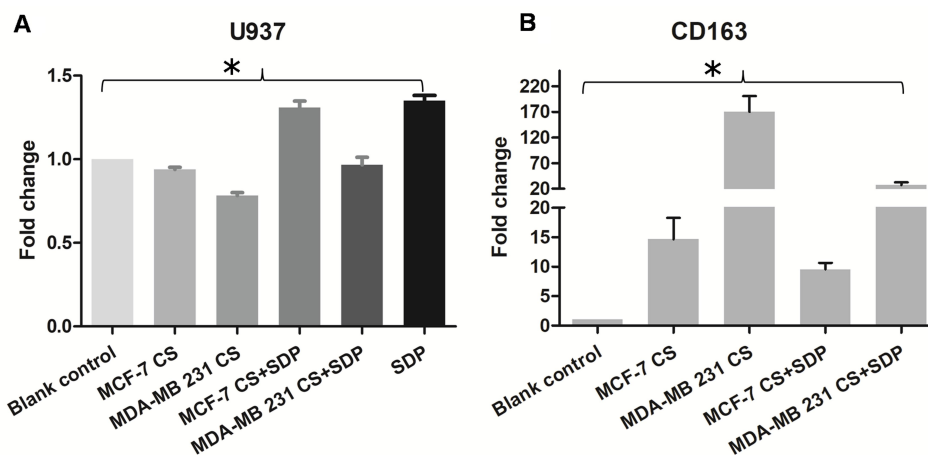 A
U937
*
Fold change
1.5
1.0
0.5
0.0
Blank control
MCF-7 CS
MDA-MB 231 CS
MCF-7 CS+SDP
MDA-MB 231 CS+SDP
SDP
B
CD163
*
Fold change
220
170
120
70
20
20
15
10
5
0
Blank control
MCF-7 CS
MDA-MB 231 CS
MCF-7 CS+SDP
MDA-MB 231 CS+SDP